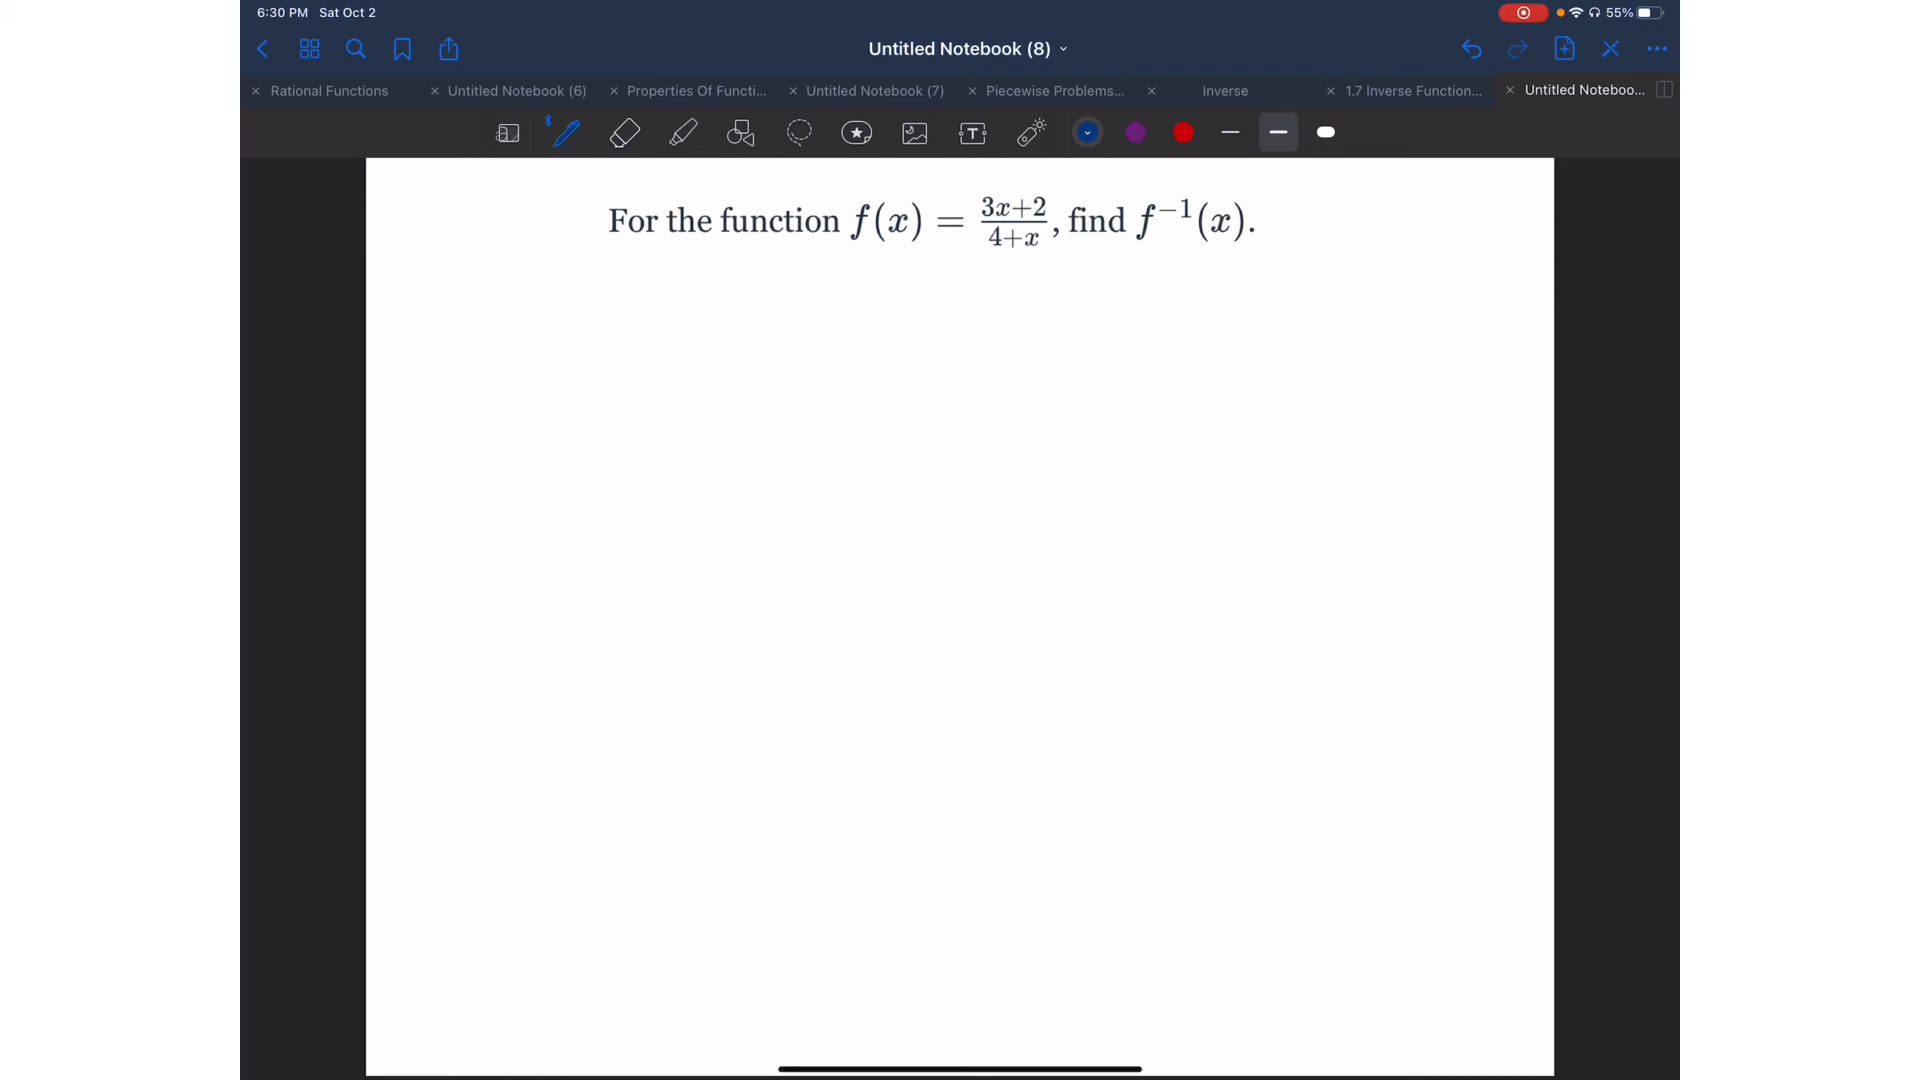 6:30 PM Sat Oct 2 55%
Untitled Notebook (8)
Rational Functions Untitled Notebook (6) Properties Of Functi... Untitled Notebook (7) Piecewise Problems... Inverse 1.7 Inverse Function... Untitled Noteboo...
For the function f(x) = \frac{3x+2}{4+x}, find f^{-1}(x).